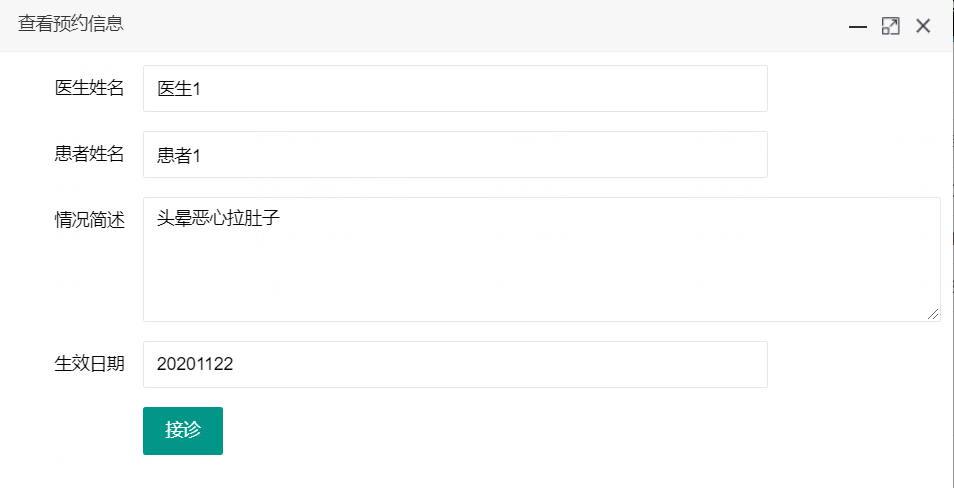 查看预约信息
医生姓名 医生1
患者姓名 患者1
情况简述 头晕恶心拉肚子
生效日期 20201122
接诊